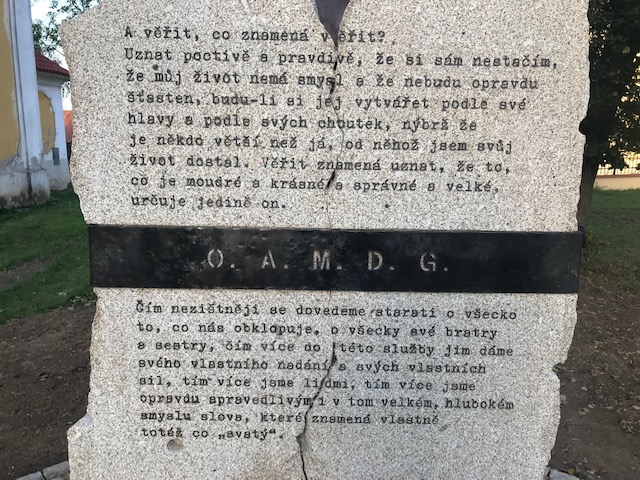 A věřit, co znamená věřit?
Uznat poctivě a pravdivě, že si sám nestačím,
že můj život nemá smysl a že nebudu opravdu
šťasten, budu-li si jej vytvářet podle své
hlavy a podle svých choutek, nýbrž že
je někdo větší než já, od něhož jsem svůj
život dostal. Věřit znamená uznat, že to,
co je moudré a krásné a správné a velké,
určuje jedině on.
O. A. M. D. G.
Čím nezištněji se dovedeme starati o všecko
to, co nás obklopuje, o všecky své bratry
a sestry, čím více do této služby jim dáme
svého vlastního nadání a svých vlastních
sil, tím více jsme lidmi, tím více jsme
opravdu spravedlivými v tom velkém, hlubokém
smyslu slova, které znamená vlastně
totéž co „svatý“.